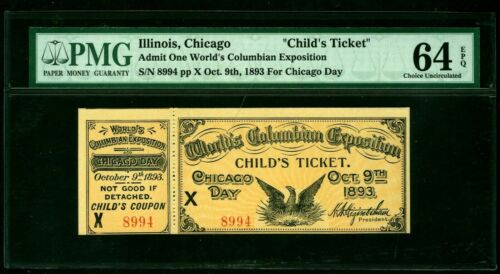 PMG
PAPER MONEY GUARANTY
Illinois, Chicago "Child's Ticket"
Admit One World's Columbian Exposition
S/N 8994 pp X Oct. 9th, 1893 For Chicago Day
64 EPQ
Choice Uncirculated
WORLD'S
COLUMBIAN EXPOSITION
CHICAGO DAY
October 9th 1893.
NOT GOOD IF
DETACHED.
CHILD'S COUPON
X 8994
World's Columbian Exposition
CHILD'S TICKET.
CHICAGO DAY
OCT. 9TH 1893.
X
8994
H.N. Higinbotham
President.